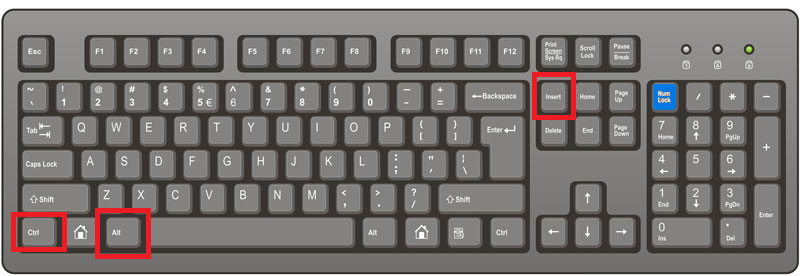 Esc F1 F2 F3 F4 F5 F6 F7 F8 F9 F10 F11 F12 Print Screen Sys Rq Scroll Lock Pause Break 1 A
~ ! 1 @ 2 # 3 $ 4 % 5 € ^ 6 & 7 * 8 ( 9 ) 0 _ - + = ←Backspace Insert Home Page Up Num Lock / * −
Tab Q W E R T Y U I O P { [ } ] Enter Delete End Page Down 7 Home 8 ↑ 9 PgUp +
Caps Lock A S D F G H J K L : ; " ' | \ 4 ← 5 6 →
⇧Shift Z X C V B N M < , > . ? / ⇧Shift ↑ 1 End 2 ↓ 3 PgDn Enter
Ctrl Alt Alt Ctrl ← ↓ → 0 Ins . Del